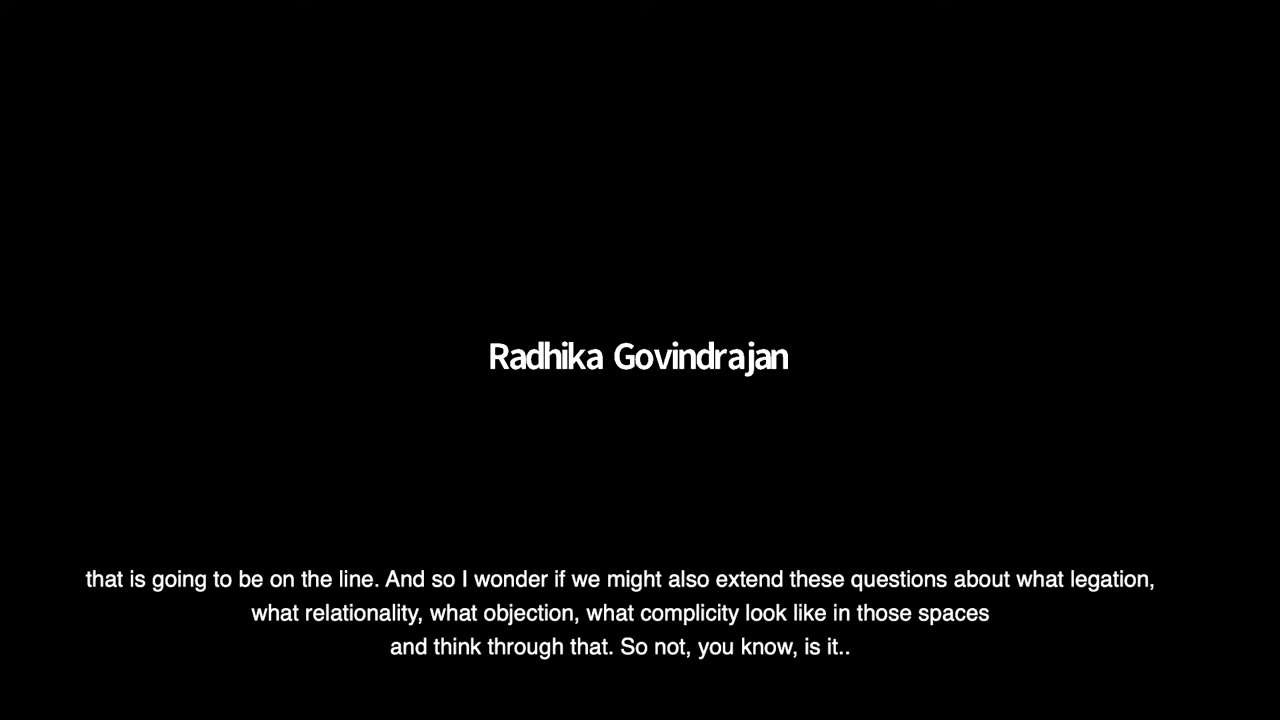 Radhika Govindrajan
that is going to be on the line. And so I wonder if we might also extend these questions about what legation,
what relationality, what objection, what complicity look like in those spaces
and think through that. So not, you know, is it..